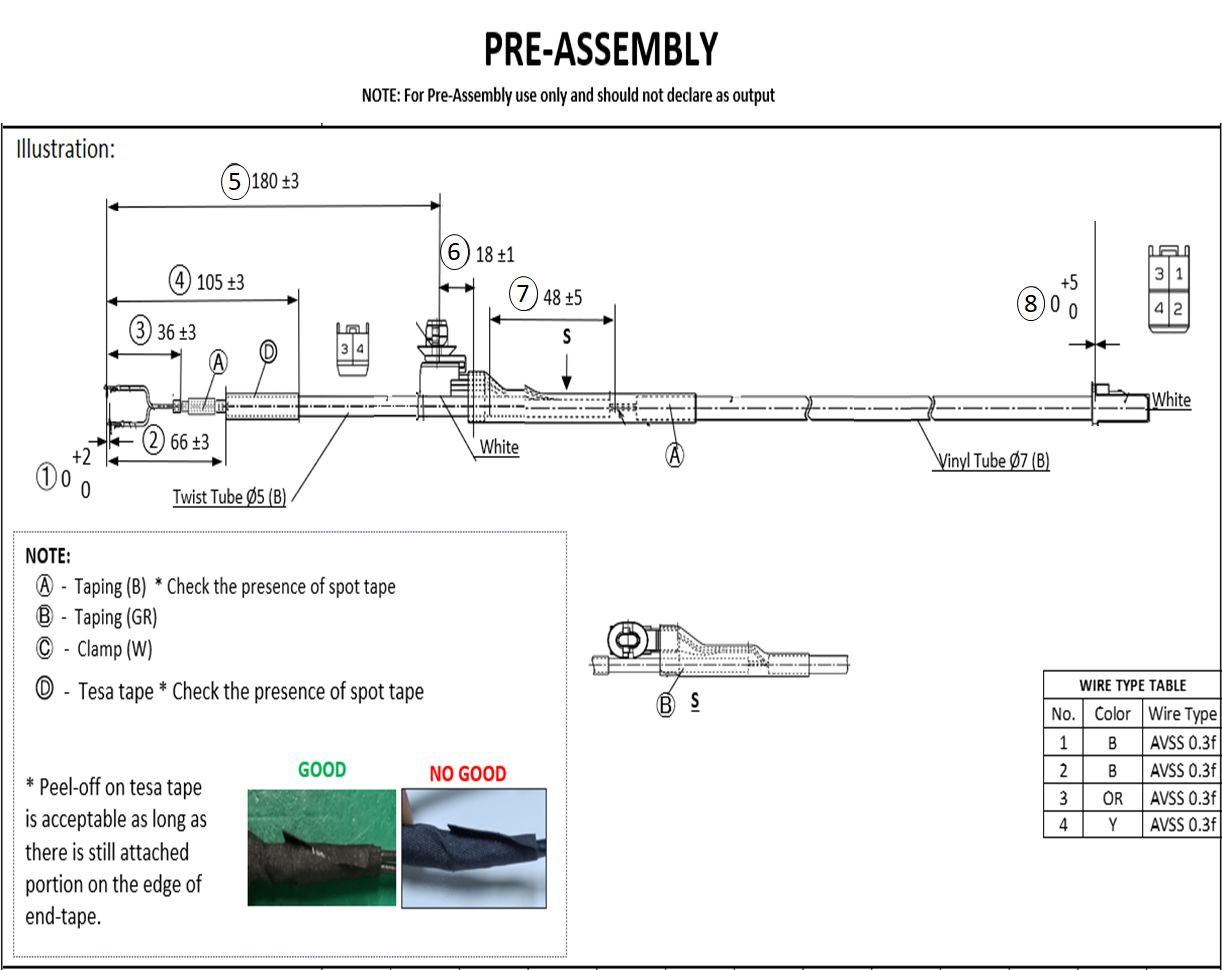 PRE-ASSEMBLY
NOTE: For Pre-Assembly use only and should not declare as output
Illustration:
5 180 ±3
6 18 ±1
4 105 ±3
7 48 ±5
+5
8 0 0
3 1
4 2
3 36 ±3
S
A
D
3 4
2 66 ±3
White
White
+2
1 0 0
A
Twist Tube Ø5 (B)
Vinyl Tube Ø7 (B)
NOTE:
A - Taping (B) * Check the presence of spot tape
B - Taping (GR)
C - Clamp (W)
D - Tesa tape * Check the presence of spot tape
B S
GOOD
NO GOOD
* Peel-off on tesa tape
is acceptable as long as
there is still attached
portion on the edge of
end-tape.
WIRE TYPE TABLE
No. Color Wire Type
1 B AVSS 0.3f
2 B AVSS 0.3f
3 OR AVSS 0.3f
4 Y AVSS 0.3f